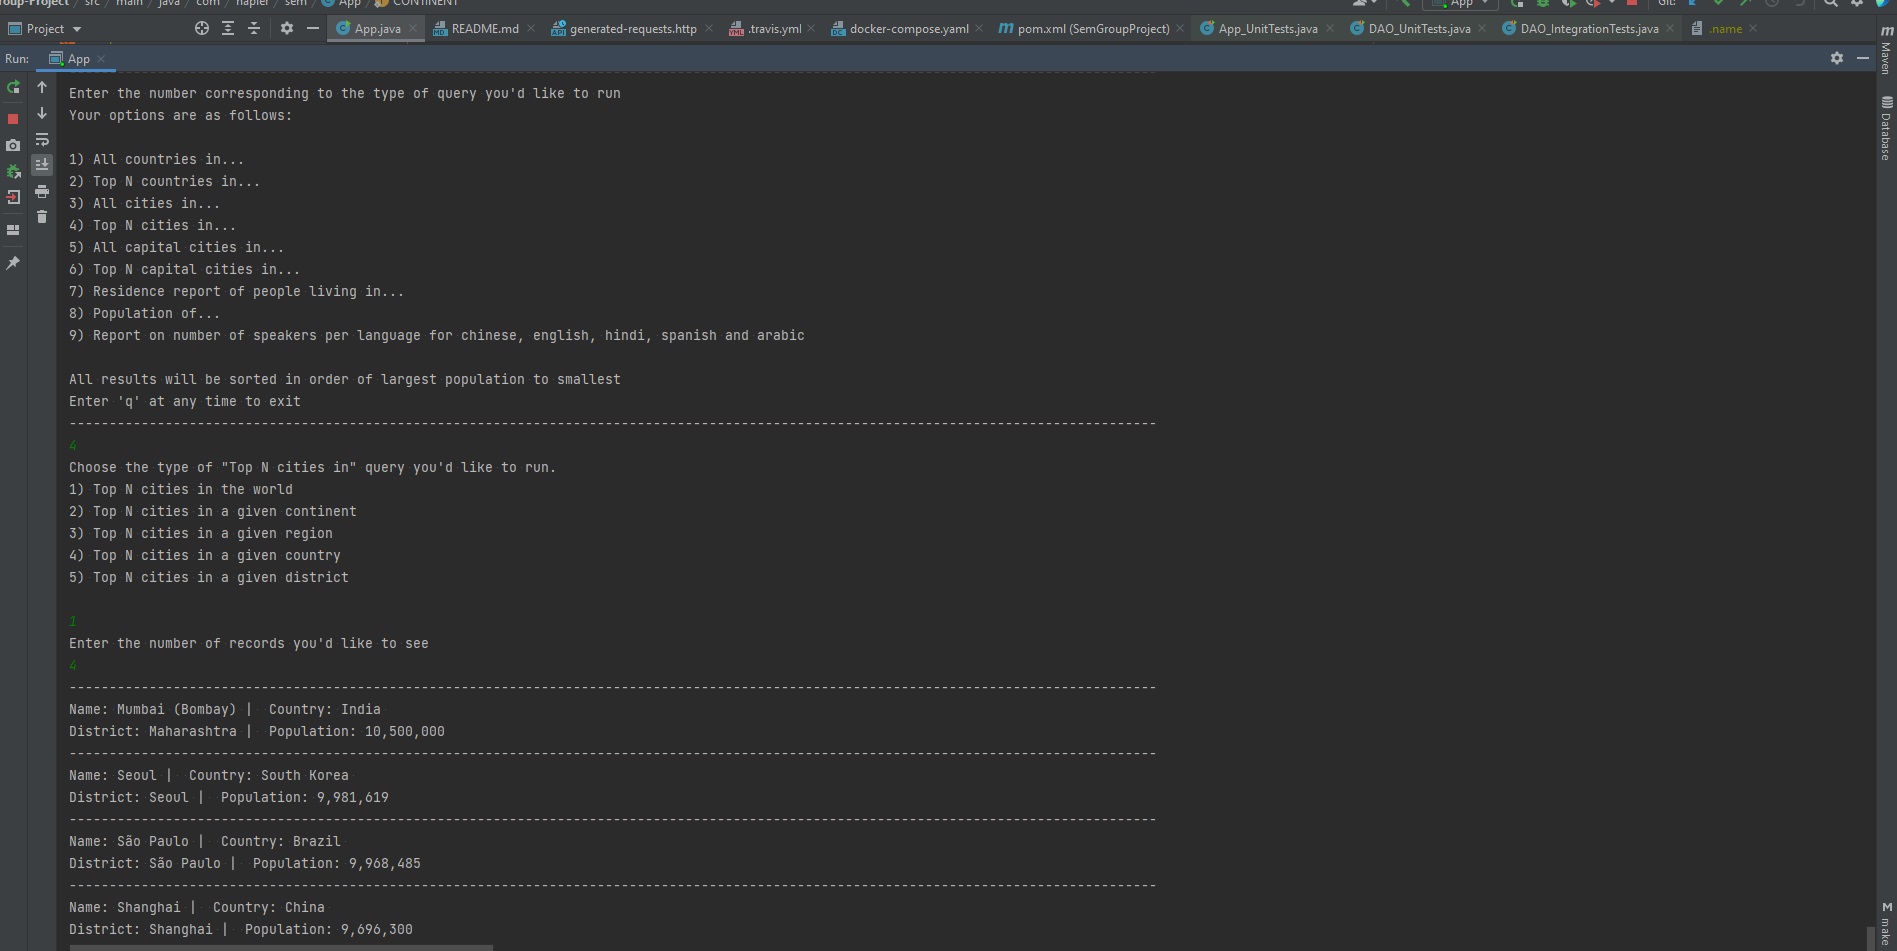 roup-Project src main java com napier sem App CONTINENT App Git:
Project App.java README.md generated-requests.http .travis.yml docker-compose.yaml pom.xml (SemGroupProject) App_UnitTests.java DAO_UnitTests.java DAO_IntegrationTests.java .name
Run: App
Maven
Database
Enter the number corresponding to the type of query you'd like to run
Your options are as follows:
1) All countries in...
2) Top N countries in...
3) All cities in...
4) Top N cities in...
5) All capital cities in...
6) Top N capital cities in...
7) Residence report of people living in...
8) Population of...
9) Report on number of speakers per language for chinese, english, hindi, spanish and arabic
All results will be sorted in order of largest population to smallest
Enter 'q' at any time to exit
----------------------------------------------------------------------------------------------------------------------------------------
4
Choose the type of "Top N cities in" query you'd like to run.
1) Top N cities in the world
2) Top N cities in a given continent
3) Top N cities in a given region
4) Top N cities in a given country
5) Top N cities in a given district
1
Enter the number of records you'd like to see
4
----------------------------------------------------------------------------------------------------------------------------------------
Name: Mumbai (Bombay) |  Country: India
District: Maharashtra |  Population: 10,500,000
----------------------------------------------------------------------------------------------------------------------------------------
Name: Seoul |  Country: South Korea
District: Seoul |  Population: 9,981,619
----------------------------------------------------------------------------------------------------------------------------------------
Name: São Paulo |  Country: Brazil
District: São Paulo |  Population: 9,968,485
----------------------------------------------------------------------------------------------------------------------------------------
Name: Shanghai |  Country: China
District: Shanghai |  Population: 9,696,300
make